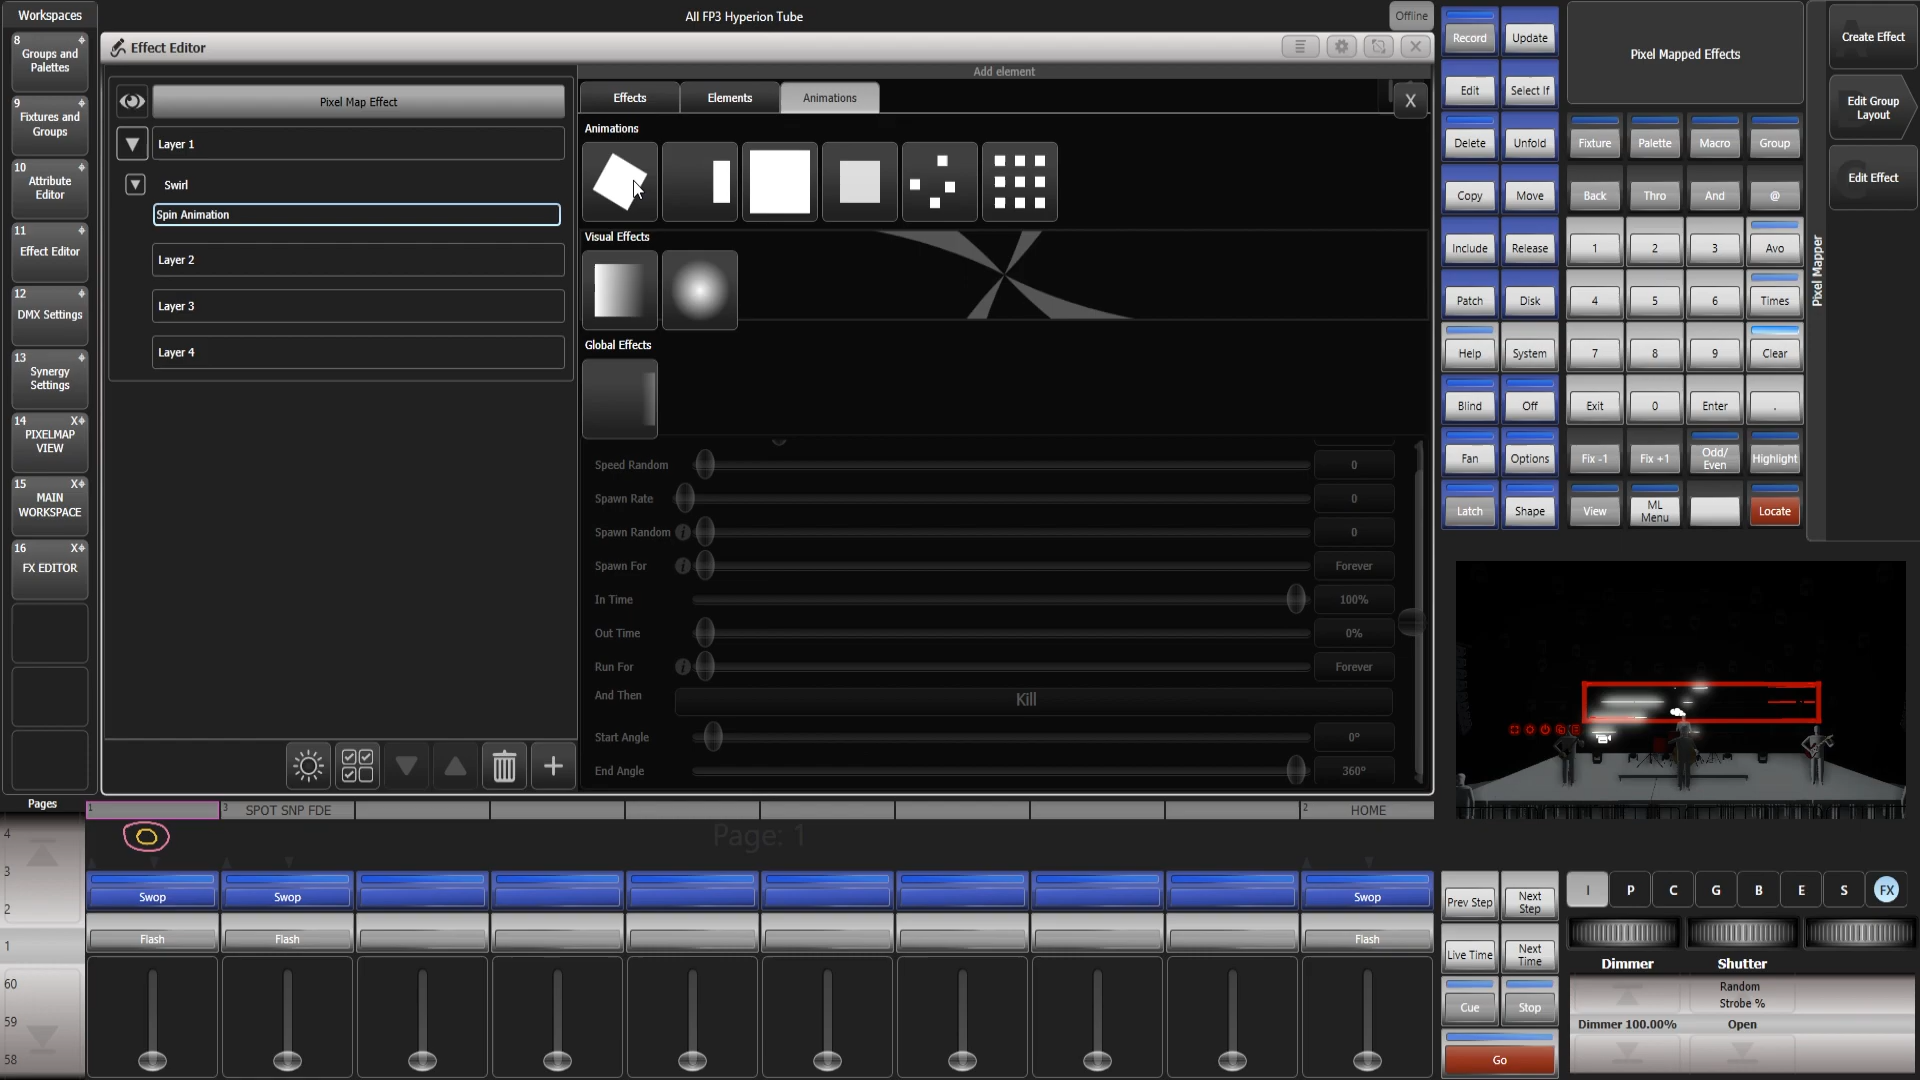 Workspaces
All FP3 Hyperion Tube
Offline
8
Groups and
Palettes
9
Fixtures and
Groups
10
Attribute
Editor
11
Effect Editor
12
DMX Settings
13
Synergy
Settings
14
X
PIXELMAP
VIEW
15
X
MAIN
WORKSPACE
16
X
FX EDITOR
Effect Editor
X
Pixel Map Effect
Layer 1
Swirl
Spin Animation
Layer 2
Layer 3
Layer 4
Add element
Effects
Elements
Animations
X
Animations
Visual Effects
Global Effects
Speed Random
0
Spawn Rate
0
Spawn Random
0
Spawn For
Forever
In Time
100%
Out Time
0%
Run For
Forever
And Then
Kill
Start Angle
0°
End Angle
360°
Record
Update
Edit
Select If
Delete
Unfold
Copy
Move
Include
Release
Patch
Disk
Help
System
Blind
Off
Fan
Options
Latch
Shape
Pixel Mapped Effects
Fixture
Palette
Macro
Group
Back
Thro
And
@
1
2
3
Avo
4
5
6
Times
7
8
9
Clear
Exit
0
Enter
.
Fix -1
Fix +1
Odd/
Even
Highlight
View
ML
Menu
Locate
Pixel Mapper
A
Create Effect
Edit Group
Layout
C
Edit Effect
Pages
4
3
2
1
60
59
58
1
3
SPOT SNP FDE
2
HOME
Page: 1
Swop
Swop
Swop
Flash
Flash
Flash
Prev Step
Next
Step
Live Time
Next
Time
Cue
Stop
Go
I
P
C
G
B
E
S
FX
Dimmer
Shutter
Random
Strobe %
Dimmer 100.00%
Open